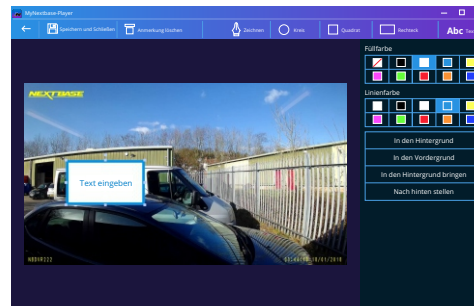 MyNextbase-Player
Speichern und Schließen
Anmerkung löschen
Zeichnen
Kreis
Quadrat
Rechteck
Abc
Füllfarbe
Linienfarbe
In den Hintergrund
In den Vordergrund
In den Hintergrund bringen
Nach hinten stellen
NEXTBASE
Text eingeben